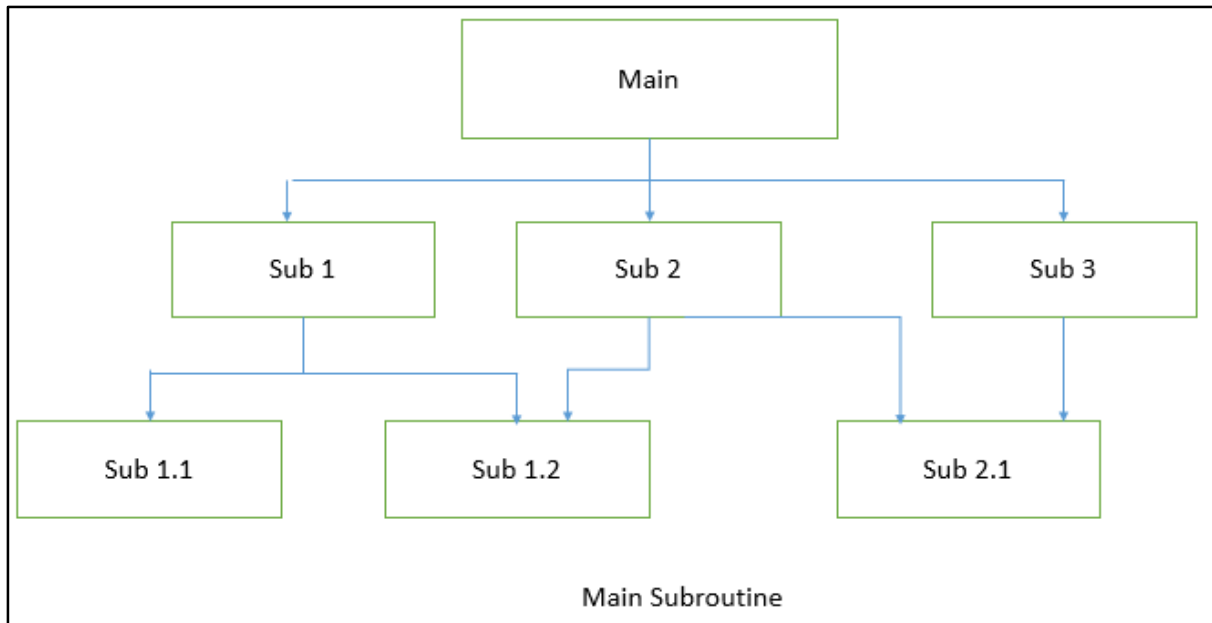 Main
Sub 1
Sub 2
Sub 3
Sub 1.1
Sub 1.2
Sub 2.1
Main Subroutine